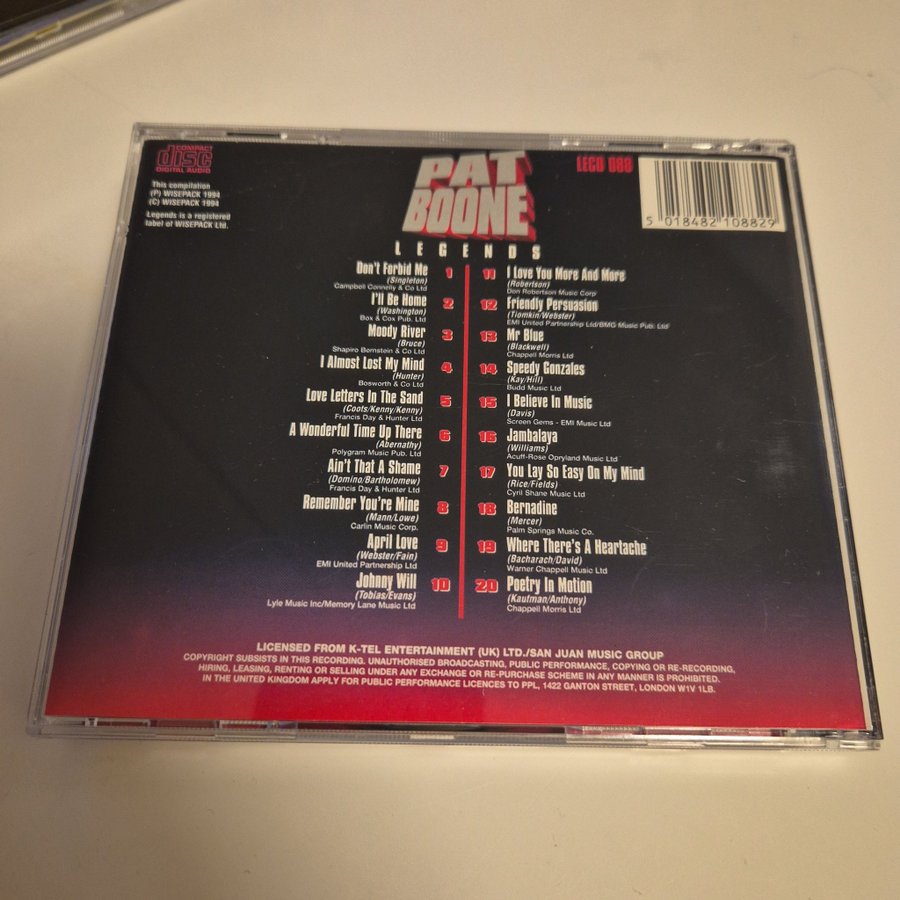 COMPACT
disc
DIGITAL AUDIO
This compilation
(P) WISEPACK 1994
(C) WISEPACK 1994
Legends is a registered
label of WISEPACK Ltd.
PAT
BOONE
LEGENDS
LECD 088
5 018482 108829
Don't Forbid Me 1
(Singleton)
Campbell Connelly & Co Ltd
I'll Be Home 2
(Washington)
Box & Cox Pub. Ltd
Moody River 3
(Bruce)
Shapiro Bernstein & Co Ltd
I Almost Lost My Mind 4
(Hunter)
Bosworth & Co Ltd
Love Letters In The Sand 5
(Coots/Kenny/Kenny)
Francis Day & Hunter Ltd
A Wonderful Time Up There 6
(Abernathy)
Polygram Music Pub. Ltd
Ain't That A Shame 7
(Domino/Bartholomew)
Francis Day & Hunter Ltd
Remember You're Mine 8
(Mann/Lowe)
Carlin Music Corp.
April Love 9
(Webster/Fain)
EMI United Partnership Ltd
Johnny Will 10
(Tobias/Evans)
Lyle Music Inc/Memory Lane Music Ltd
11 I Love You More And More
(Robertson)
Don Robertson Music Corp
12 Friendly Persuasion
(Tiomkin/Webster)
EMI United Partnership Ltd/BMG Music Pub. Ltd
13 Mr Blue
(Blackwell)
Chappell Morris Ltd
14 Speedy Gonzales
(Kay/Hill)
Budd Music Ltd
15 I Believe In Music
(Davis)
Screen Gems - EMI Music Ltd
16 Jambalaya
(Williams)
Acuff-Rose Opryland Music Ltd
17 You Lay So Easy On My Mind
(Rice/Fields)
Cyril Shane Music Ltd
18 Bernadine
(Mercer)
Palm Springs Music Co.
19 Where There's A Heartache
(Bacharach/David)
Warner Chappell Music Ltd
20 Poetry In Motion
(Kaufman/Anthony)
Chappell Morris Ltd
LICENSED FROM K-TEL ENTERTAINMENT (UK) LTD./SAN JUAN MUSIC GROUP
COPYRIGHT SUBSISTS IN THIS RECORDING. UNAUTHORISED BROADCASTING, PUBLIC PERFORMANCE, COPYING OR RE-RECORDING,
HIRING, LEASING, RENTING OR SELLING UNDER ANY EXCHANGE OR RE-PURCHASE SCHEME IN ANY MANNER IS PROHIBITED.
IN THE UNITED KINGDOM APPLY FOR PUBLIC PERFORMANCE LICENCES TO PPL, 1422 GANTON STREET, LONDON W1V 1LB.